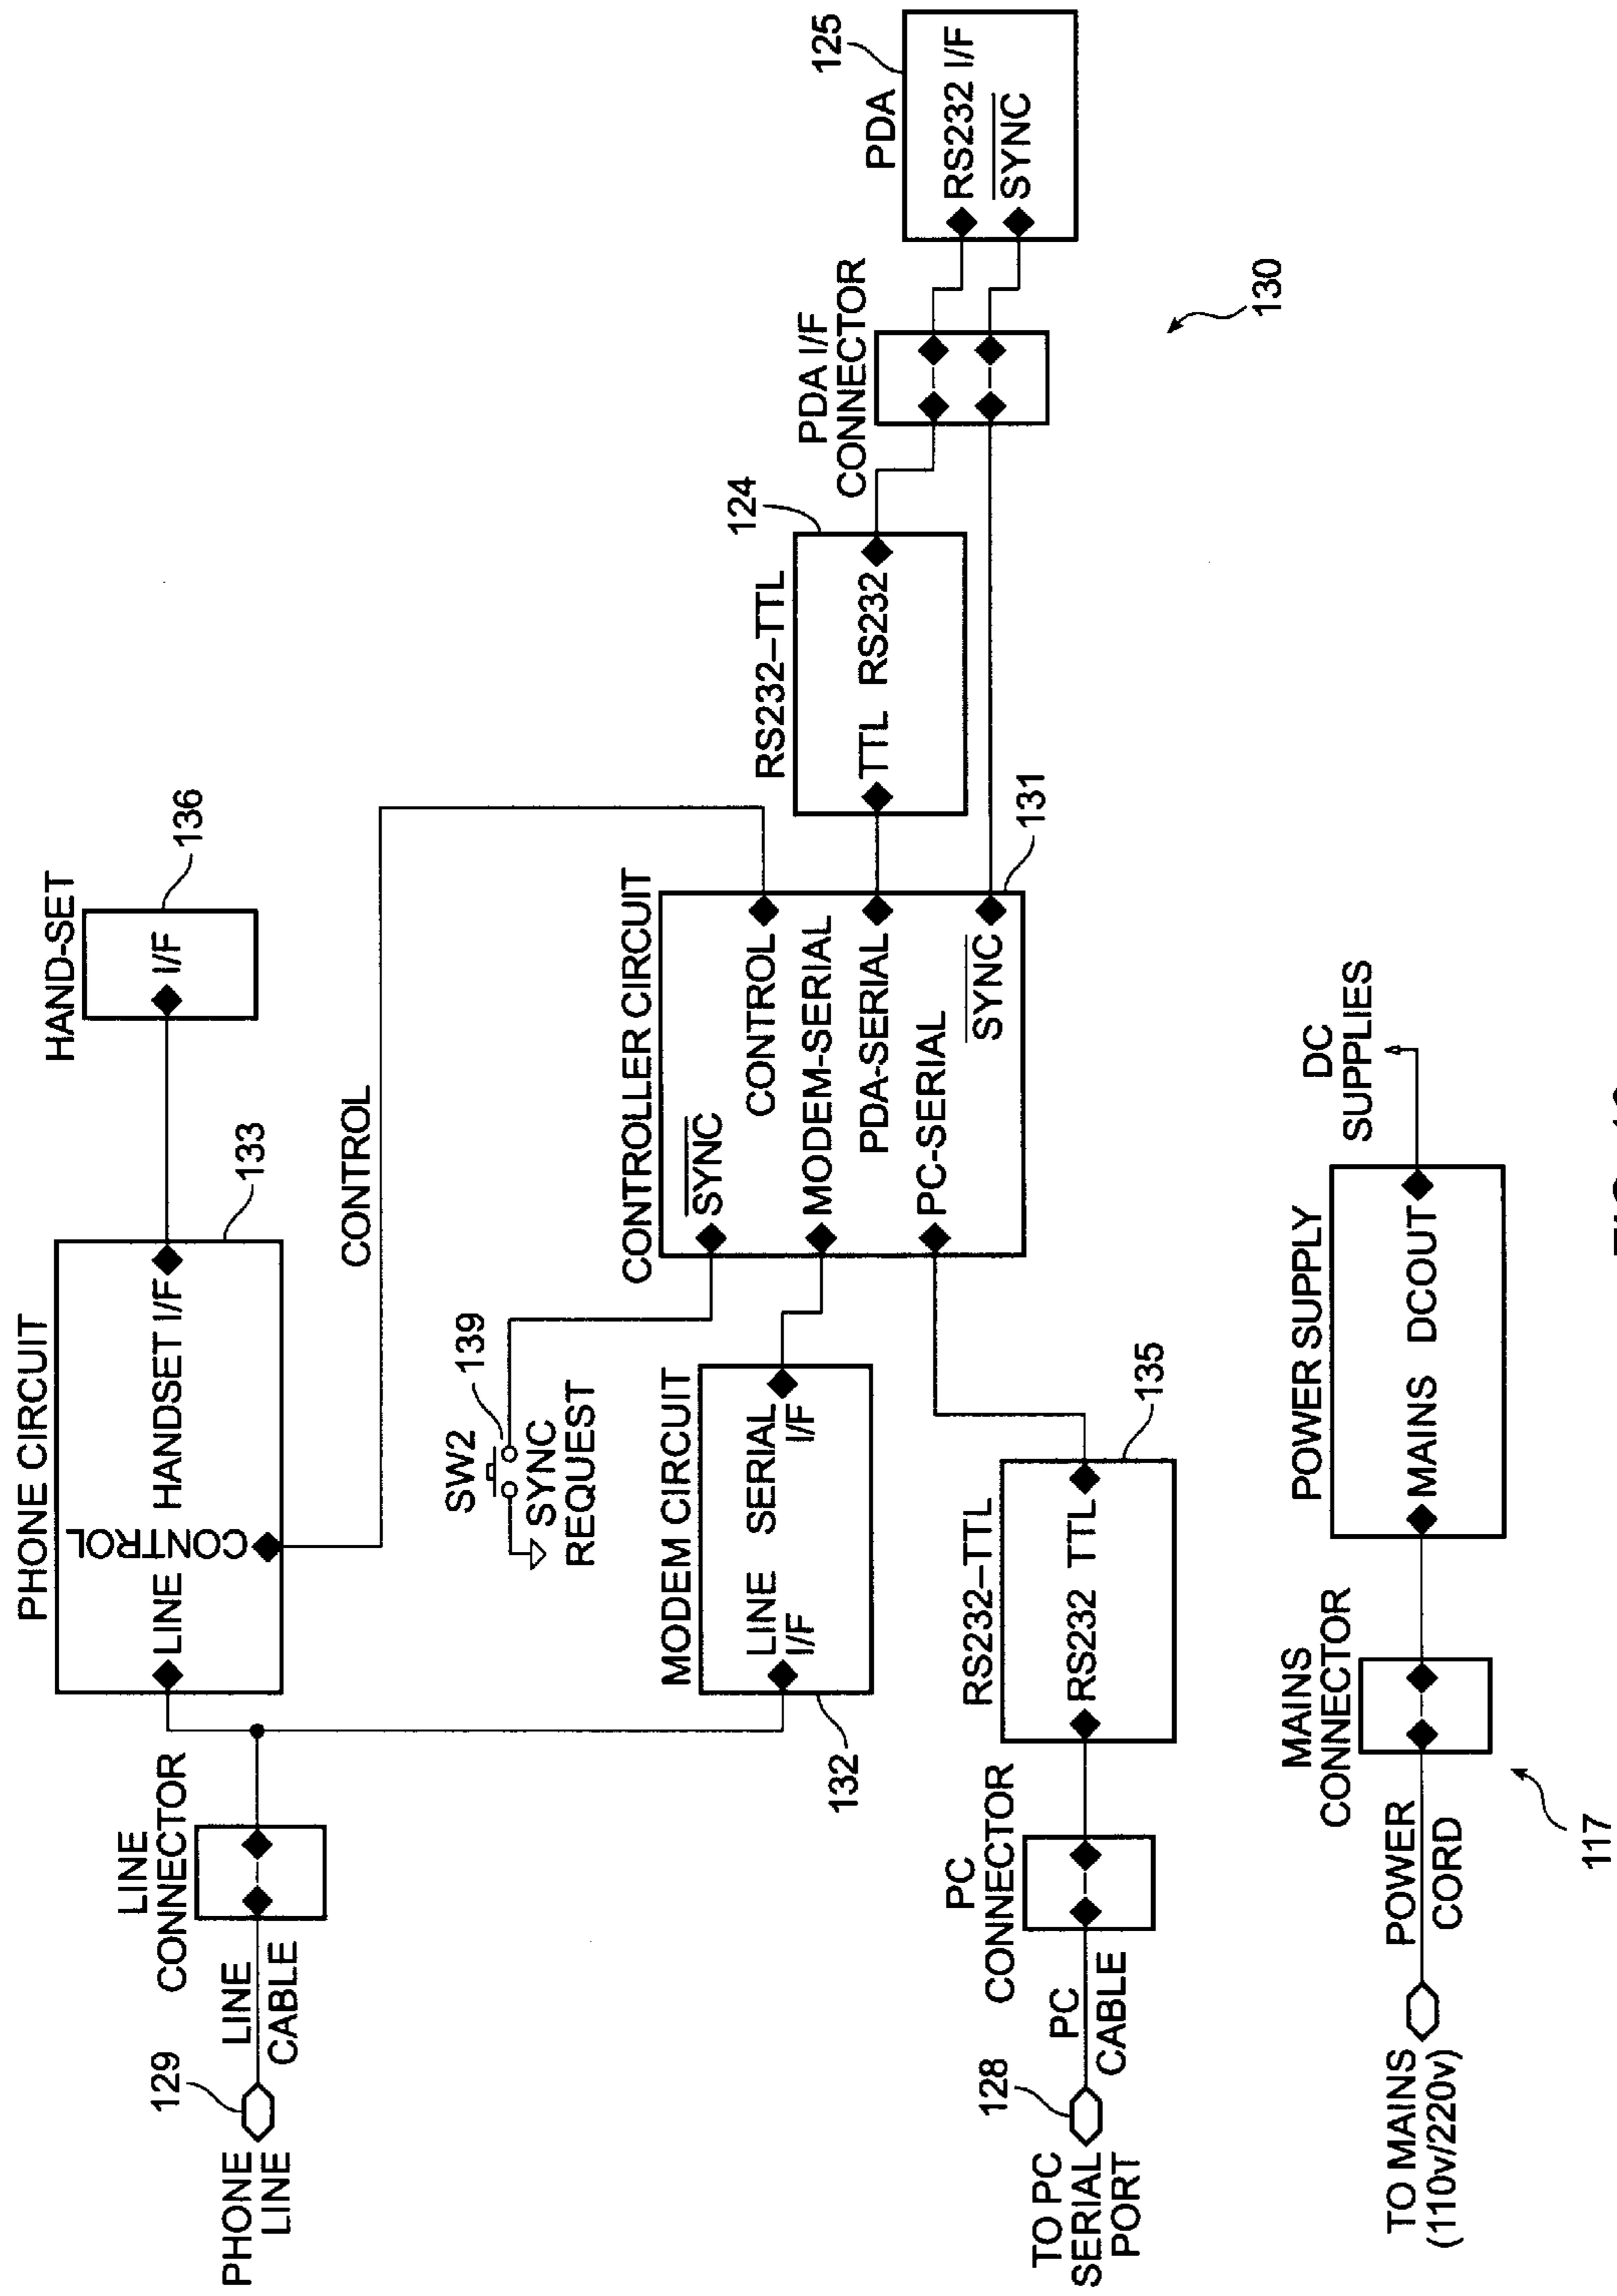 PHONE CIRCUIT
LINE
HANDSET I/F
CONTROL
133
HAND-SET
I/F
136
LINE
CONNECTOR
129
PHONE
LINE
LINE
CABLE
CONTROL
SW2
139
SYNC
REQUEST
CONTROLLER CIRCUIT
SYNC
CONTROL
MODEM-SERIAL
PDA-SERIAL
PC-SERIAL
SYNC
131
MODEM CIRCUIT
LINE
I/F
SERIAL
I/F
132
RS232–TTL
TTL RS232
124
PDA I/F
CONNECTOR
PDA
125
RS232 I/F
SYNC
130
PC
CONNECTOR
128
TO PC
SERIAL
PORT
PC
CABLE
RS232–TTL
RS232 TTL
135
MAINS
CONNECTOR
POWER
CORD
TO MAINS
(110v/220v)
117
POWER SUPPLY
MAINS DCOUT
DC
SUPPLIES